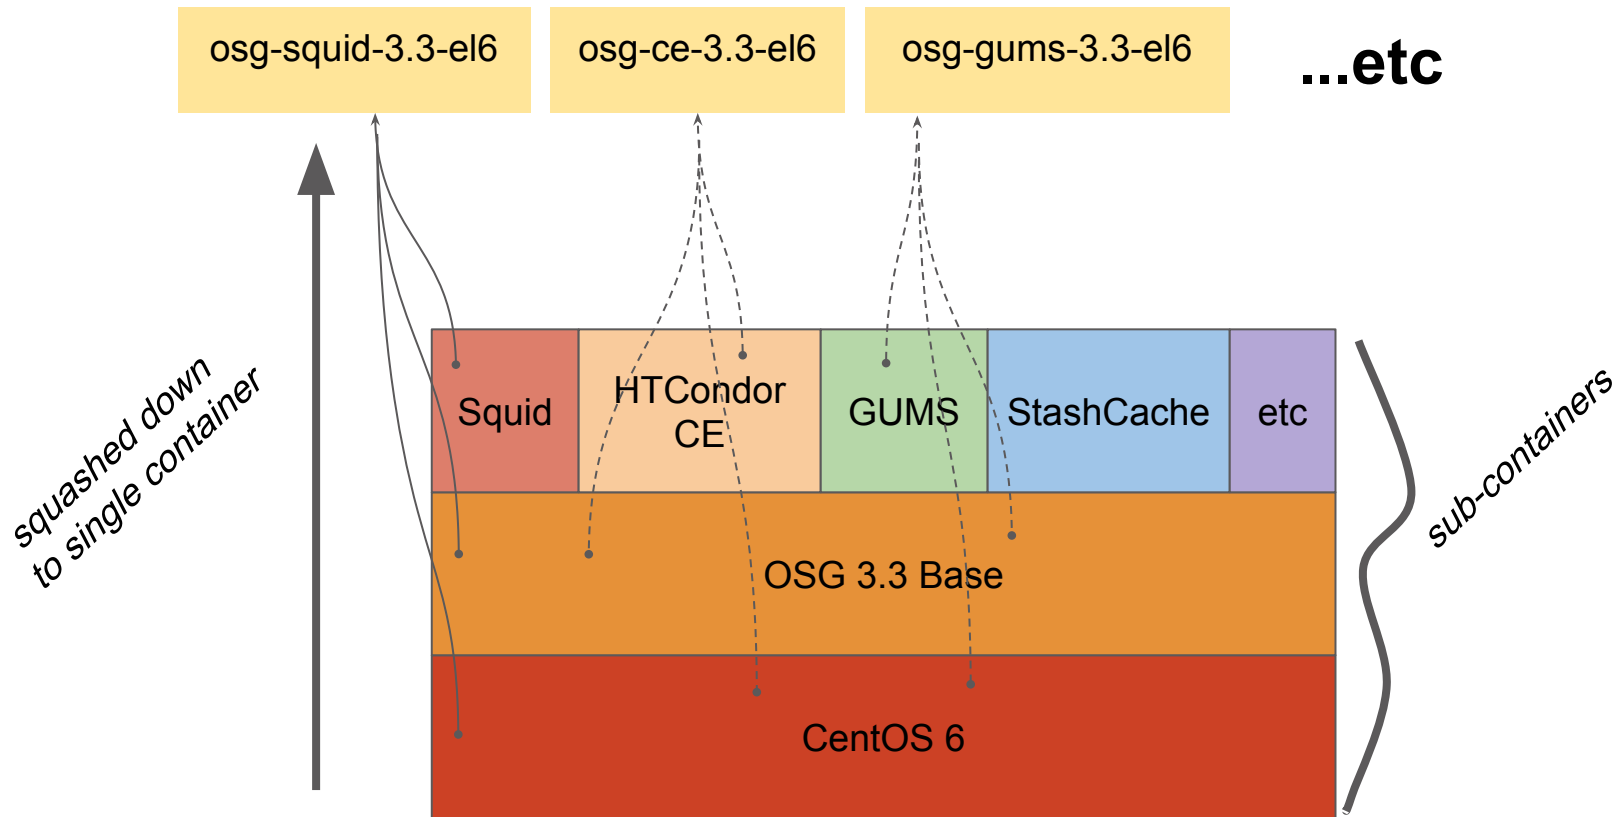 osg-squid-3.3-el6
osg-ce-3.3-el6
osg-gums-3.3-el6
...etc
squashed down
to single container
Squid
HTCondor
CE
GUMS
StashCache
etc
sub-containers
OSG 3.3 Base
CentOS 6